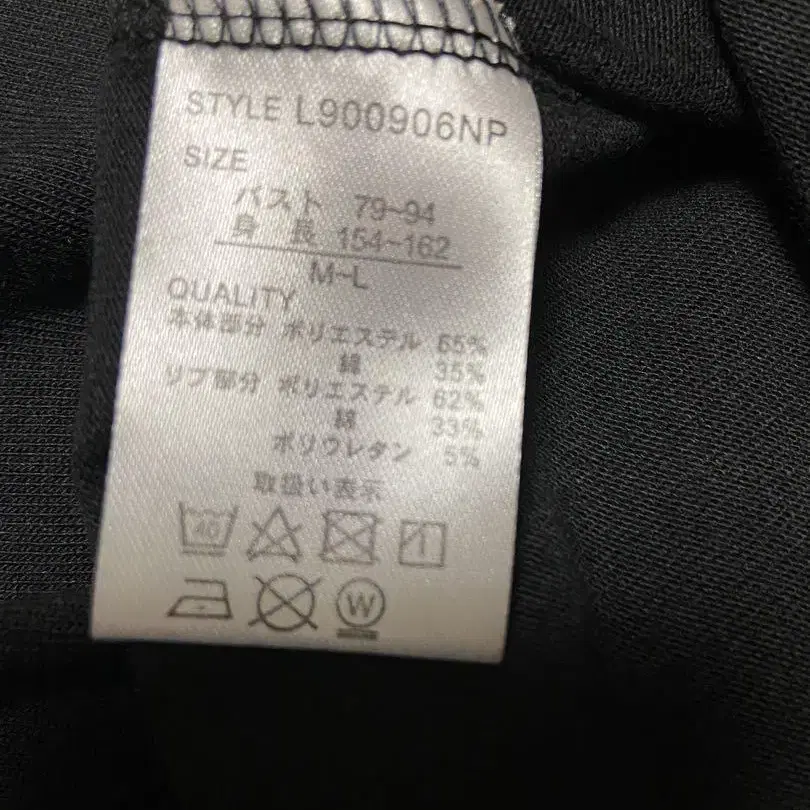 STYLE L900906NP
SIZE
バスト 79~94
身 長 154~162
M~L
QUALITY
本体部分 ポリエステル 65%
綿 35%
リブ部分 ポリエステル 62%
綿 33%
ポリウレタン 5%
取扱い表示
40
W